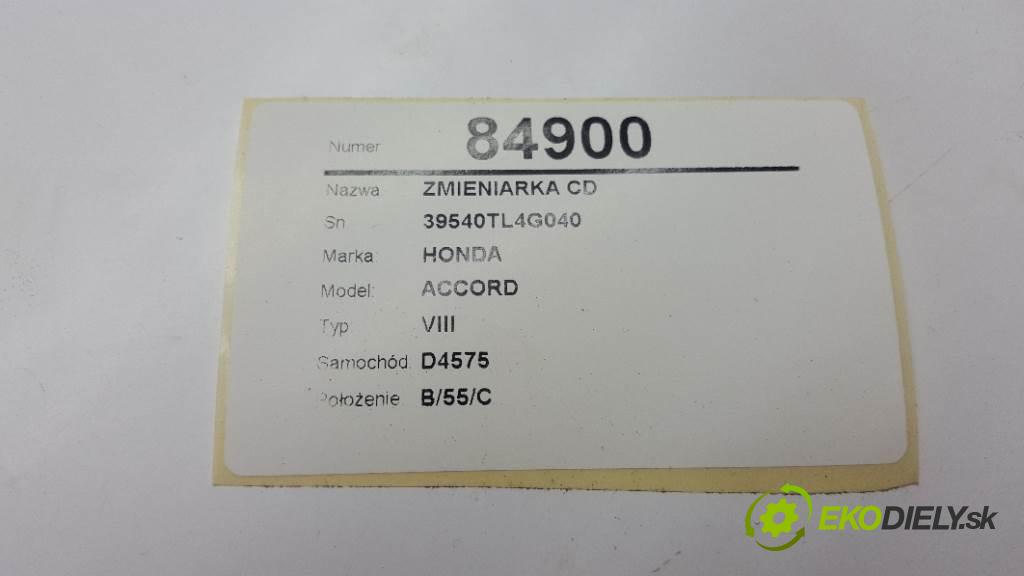 Numer 84900
Nazwa ZMIENIARKA CD
Sn 39540TL4G040
Marka HONDA
Model: ACCORD
Typ VIII
Samochód D4575
Położenie B/55/C
EKODIELY.sk